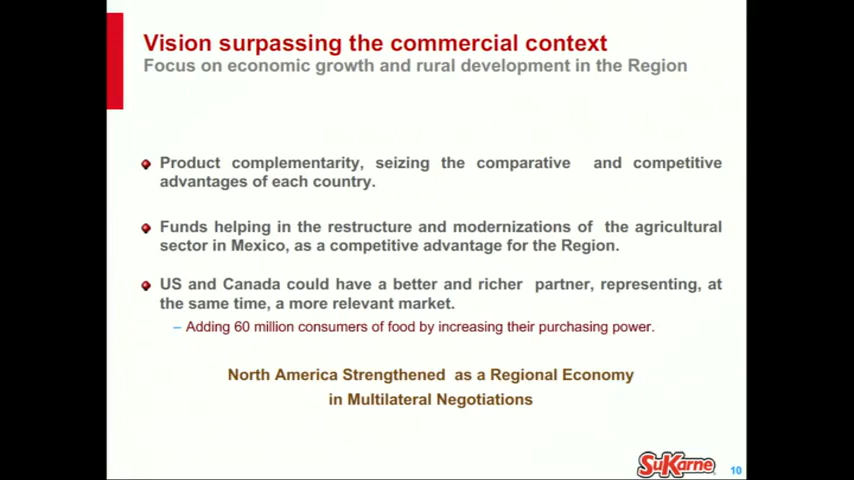 Vision surpassing the commercial context
Focus on economic growth and rural development in the Region
Product complementarity, seizing the comparative and competitive
advantages of each country.
Funds helping in the restructure and modernizations of the agricultural
sector in Mexico, as a competitive advantage for the Region.
US and Canada could have a better and richer partner, representing, at
the same time, a more relevant market.
– Adding 60 million consumers of food by increasing their purchasing power.
North America Strengthened as a Regional Economy
in Multilateral Negotiations
SuKarne
10